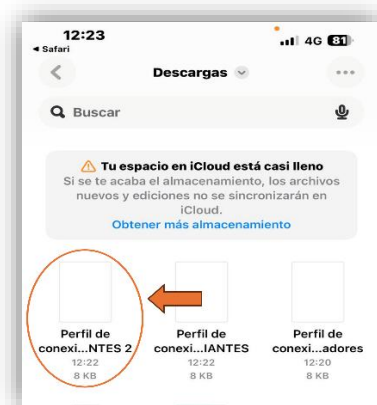 12:23
4G 81
◀ Safari
Descargas
Buscar
Tu espacio en iCloud está casi lleno
Si se te acaba el almacenamiento, los archivos
nuevos y ediciones no se sincronizarán en
iCloud.
Obtener más almacenamiento
Perfil de
conexi...NTES 2
12:22
8 KB
Perfil de
conexi...IANTES
12:22
8 KB
Perfil de
conexi...adores
12:20
8 KB